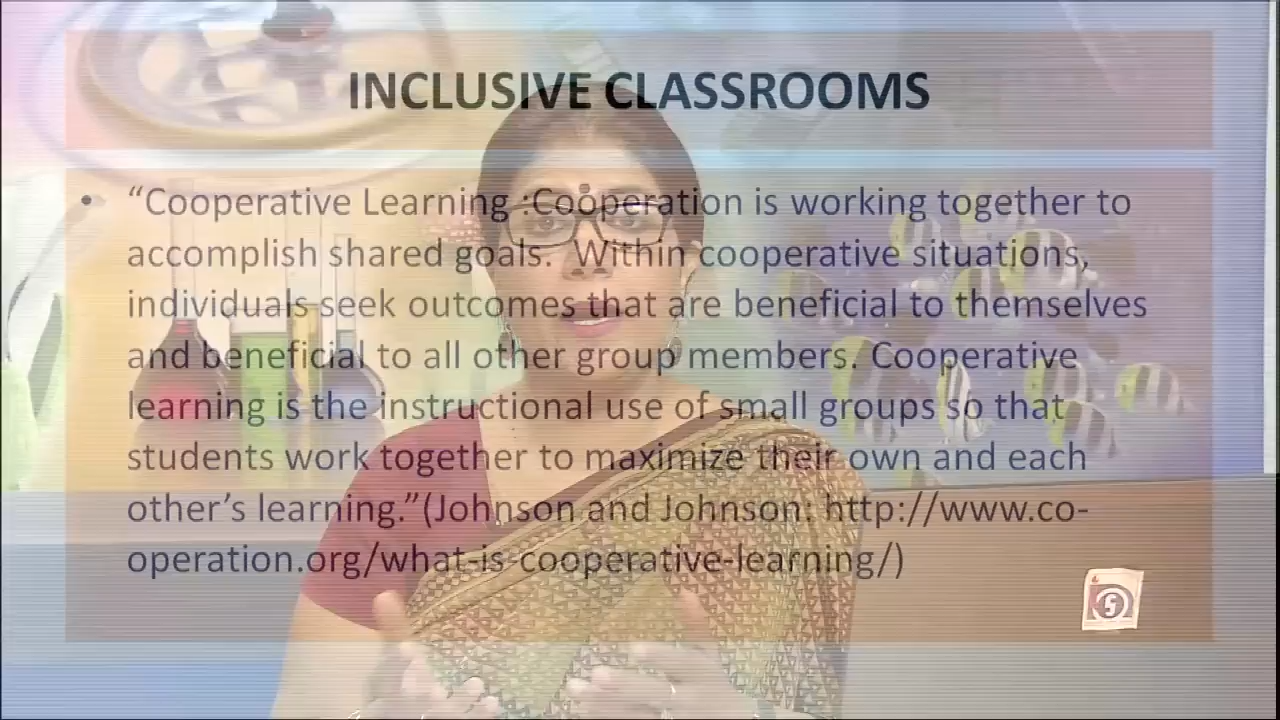 INCLUSIVE CLASSROOMS
• “Cooperative Learning :Cooperation is working together to
accomplish shared goals.  Within cooperative situations,
individuals seek outcomes that are beneficial to themselves
and beneficial to all other group members. Cooperative
learning is the instructional use of small groups so that
students work together to maximize their own and each
other’s learning.”(Johnson and Johnson: http://www.co-
operation.org/what-is-cooperative-learning/)